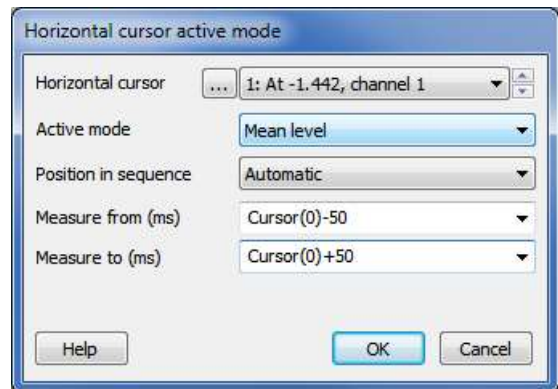 Horizontal cursor active mode
Horizontal cursor ... 1: At -1.442, channel 1
Active mode Mean level
Position in sequence Automatic
Measure from (ms) Cursor(0)-50
Measure to (ms) Cursor(0)+50
Help OK Cancel